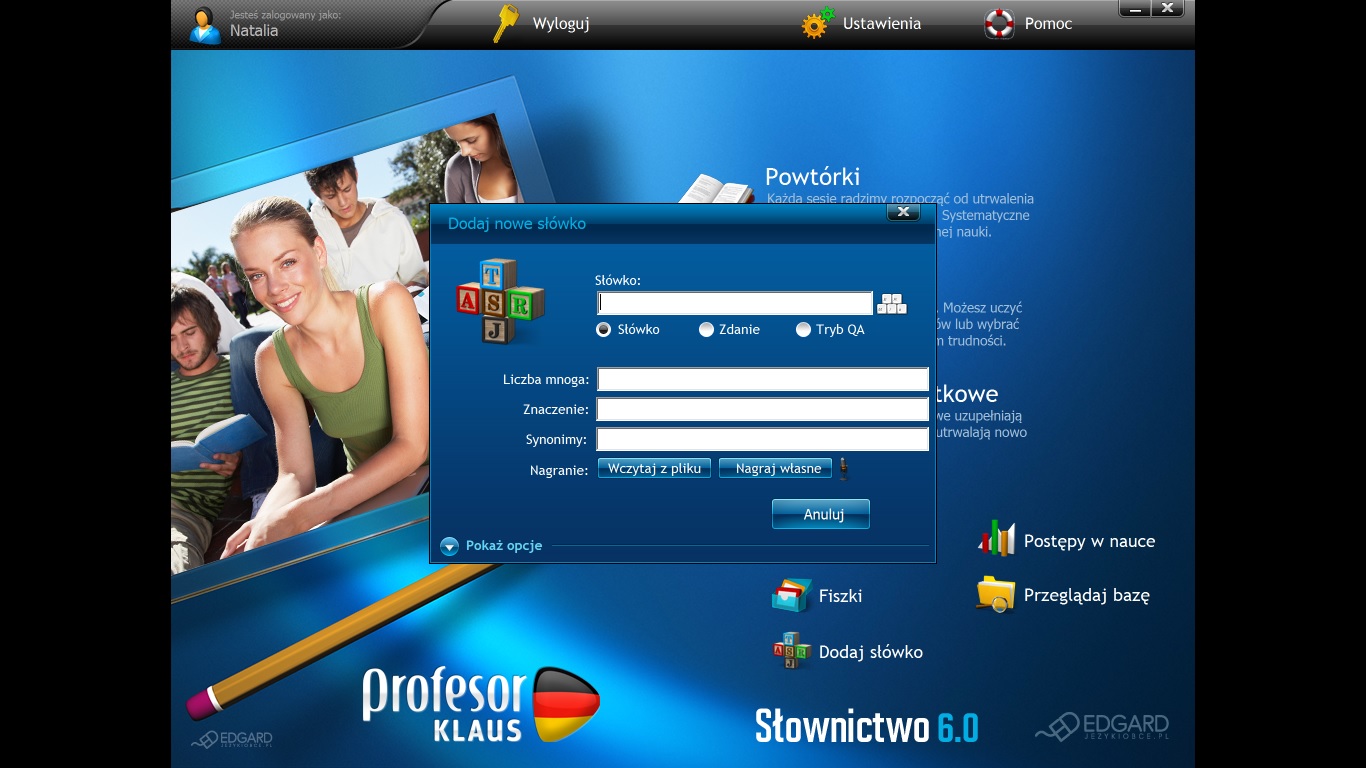 Jesteś zalogowany jako:
Natalia
Wyloguj
Ustawienia
Pomoc
Powtórki
Każdą sesję radzimy rozpocząć od utrwalenia
Systematyczne
nej nauki.
Dodaj nowe słówko
T
A S R
J
Słówko:
Słówko
Zdanie
Tryb QA
. Możesz uczyć
ów lub wybrać
m trudności.
Liczba mnoga:
Znaczenie:
Synonimy:
Nagranie:
Wczytaj z pliku
Nagraj własne
tkowe
we uzupełniają
utrwalają nowo
Anuluj
Pokaż opcje
Postępy w nauce
Fiszki
Przeglądaj bazę
T
A S R
J
Dodaj słówko
profesor
KLAUS
Słownictwo 6.0
EDGARD
JEZYKIOBCE.PL
EDGARD
JEZYKIOBCE.PL